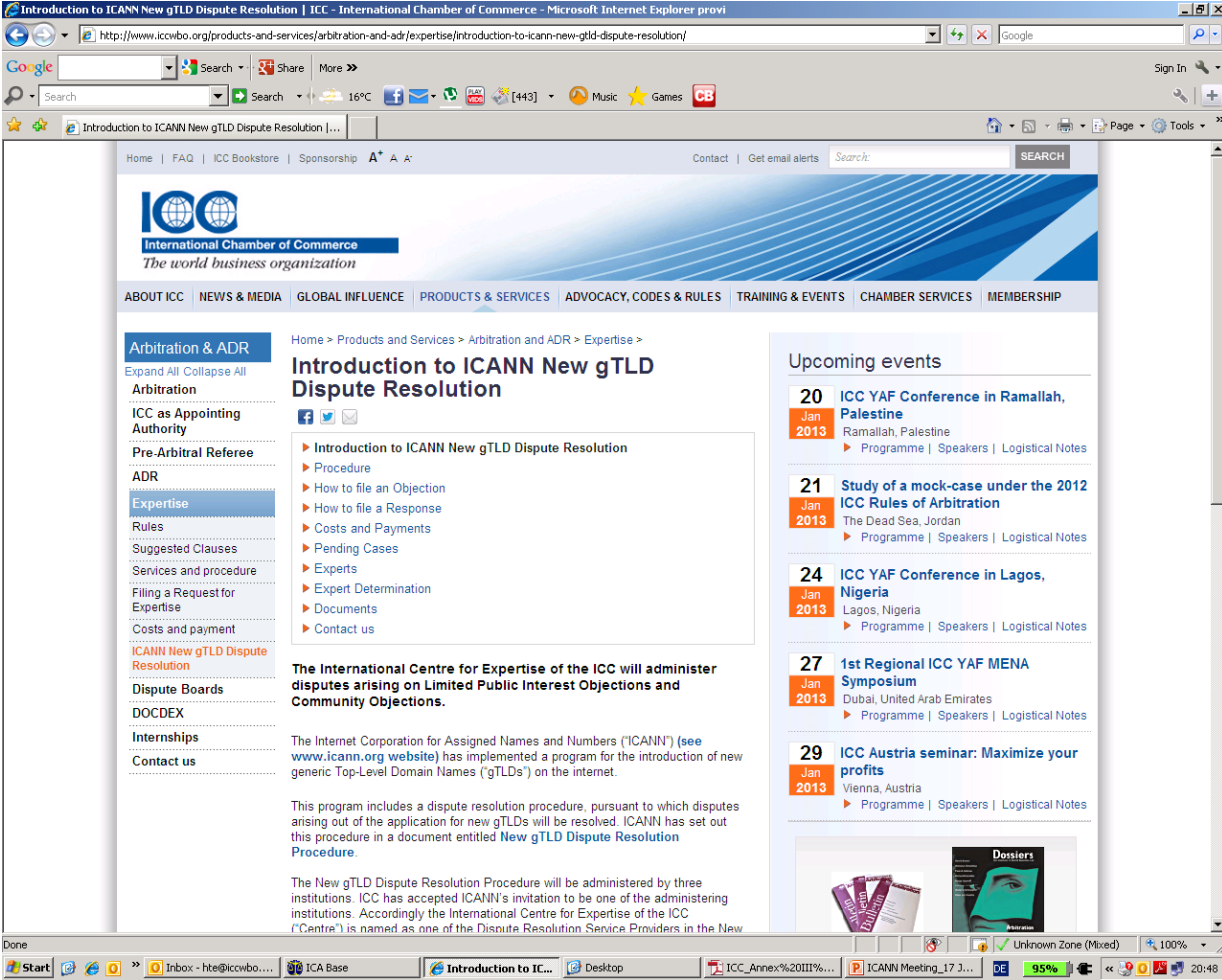 Introduction to ICANN New gTLD Dispute Resolution | ICC - International Chamber of Commerce - Microsoft Internet Explorer provi
http://www.iccwbo.org/products-and-services/arbitration-and-adr/expertise/introduction-to-icann-new-gtld-dispute-resolution/
Google
Google Search Share More »
Sign In
Search Search 16°C PLAY VIDEO [443] Music Games CB
Introduction to ICANN New gTLD Dispute Resolution |...
Page Tools »
Home | FAQ | ICC Bookstore | Sponsorship A+ A A-
Contact | Get email alerts Search: SEARCH
ICC
International Chamber of Commerce
The world business organization
ABOUT ICC NEWS & MEDIA GLOBAL INFLUENCE PRODUCTS & SERVICES ADVOCACY, CODES & RULES TRAINING & EVENTS CHAMBER SERVICES MEMBERSHIP
Arbitration & ADR
Expand All Collapse All
Arbitration
ICC as Appointing
Authority
Pre-Arbitral Referee
ADR
Expertise
Rules
Suggested Clauses
Services and procedure
Filing a Request for
Expertise
Costs and payment
ICANN New gTLD Dispute
Resolution
Dispute Boards
DOCDEX
Internships
Contact us
Home > Products and Services > Arbitration and ADR > Expertise >
Introduction to ICANN New gTLD
Dispute Resolution
Introduction to ICANN New gTLD Dispute Resolution
Procedure
How to file an Objection
How to file a Response
Costs and Payments
Pending Cases
Experts
Expert Determination
Documents
Contact us
The International Centre for Expertise of the ICC will administer
disputes arising on Limited Public Interest Objections and
Community Objections.
The Internet Corporation for Assigned Names and Numbers (“ICANN”) (see
www.icann.org website) has implemented a program for the introduction of new
generic Top-Level Domain Names (“gTLDs”) on the internet.
This program includes a dispute resolution procedure, pursuant to which disputes
arising out of the application for new gTLDs will be resolved. ICANN has set out
this procedure in a document entitled New gTLD Dispute Resolution
Procedure.
The New gTLD Dispute Resolution Procedure will be administered by three
institutions. ICC has accepted ICANN’s invitation to be one of the administering
institutions. Accordingly the International Centre for Expertise of the ICC
(“Centre”) is named as one of the Dispute Resolution Service Providers in the New
Upcoming events
20
Jan
2013
ICC YAF Conference in Ramallah,
Palestine
Ramallah, Palestine
Programme | Speakers | Logistical Notes
21
Jan
2013
Study of a mock-case under the 2012
ICC Rules of Arbitration
The Dead Sea, Jordan
Programme | Speakers | Logistical Notes
24
Jan
2013
ICC YAF Conference in Lagos,
Nigeria
Lagos, Nigeria
Programme | Speakers | Logistical Notes
27
Jan
2013
1st Regional ICC YAF MENA
Symposium
Dubai, United Arab Emirates
Programme | Speakers | Logistical Notes
29
Jan
2013
ICC Austria seminar: Maximize your
profits
Vienna, Austria
Programme | Speakers | Logistical Notes
Dossiers
Bulletin
Arbitration
Done
Unknown Zone (Mixed) 100%
Start » Inbox - hte@iccwbo.... ICA Base Introduction to IC... Desktop ICC_Annex%20III%... ICANN Meeting_17 J... DE 95% « 20:48